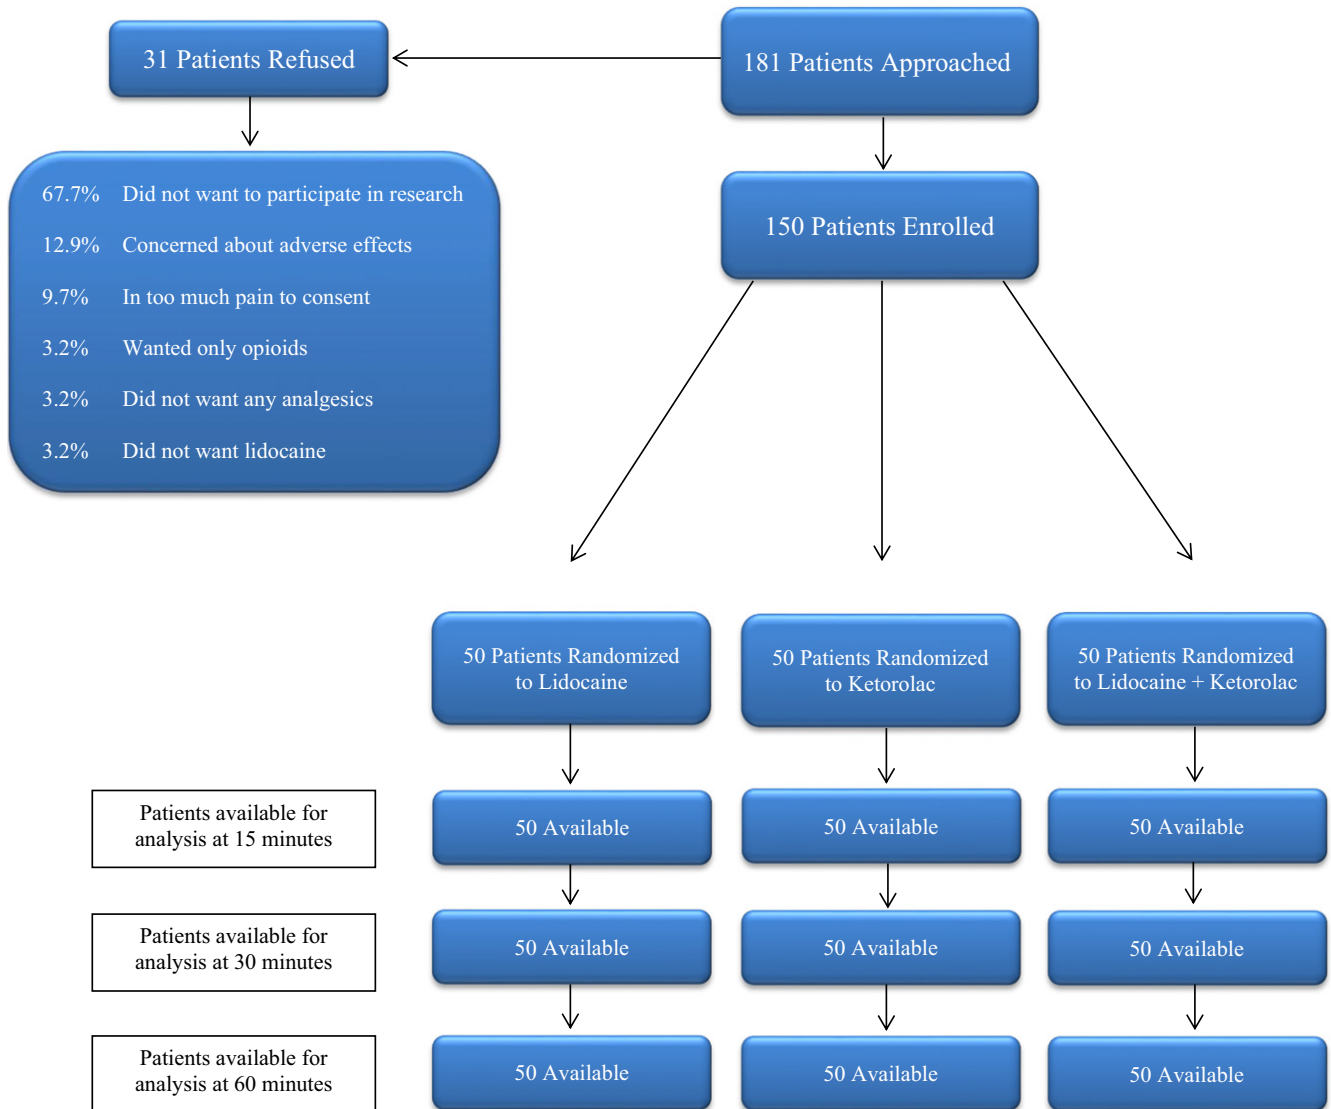 31 Patients Refused
181 Patients Approached
67.7% Did not want to participate in research
12.9% Concerned about adverse effects
9.7% In too much pain to consent
3.2% Wanted only opioids
3.2% Did not want any analgesics
3.2% Did not want lidocaine
150 Patients Enrolled
50 Patients Randomized
to Lidocaine
50 Patients Randomized
to Ketorolac
50 Patients Randomized
to Lidocaine + Ketorolac
Patients available for
analysis at 15 minutes
50 Available
50 Available
50 Available
Patients available for
analysis at 30 minutes
50 Available
50 Available
50 Available
Patients available for
analysis at 60 minutes
50 Available
50 Available
50 Available